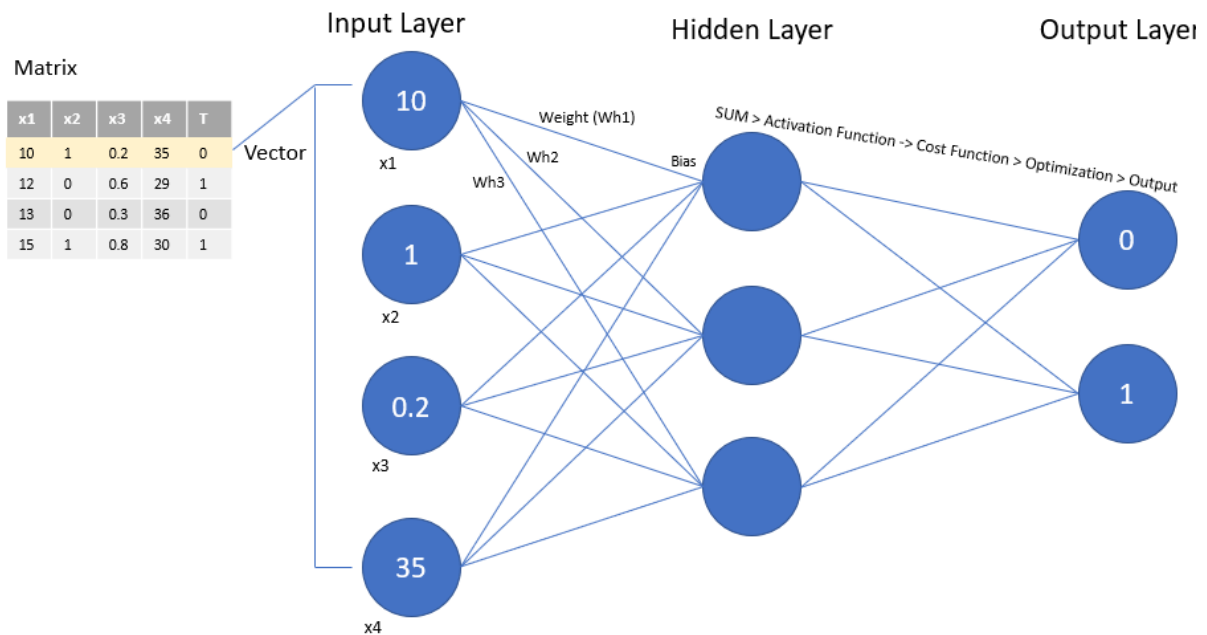 Input Layer
Hidden Layer
Output Layer
Matrix
x1 x2 x3 x4 T
10 1 0.2 35 0
12 0 0.6 29 1
13 0 0.3 36 0
15 1 0.8 30 1
Vector
10
x1
1
x2
0.2
x3
35
x4
Weight (Wh1)
Wh2
Wh3
Bias
SUM > Activation Function -> Cost Function > Optimization > Output
0
1